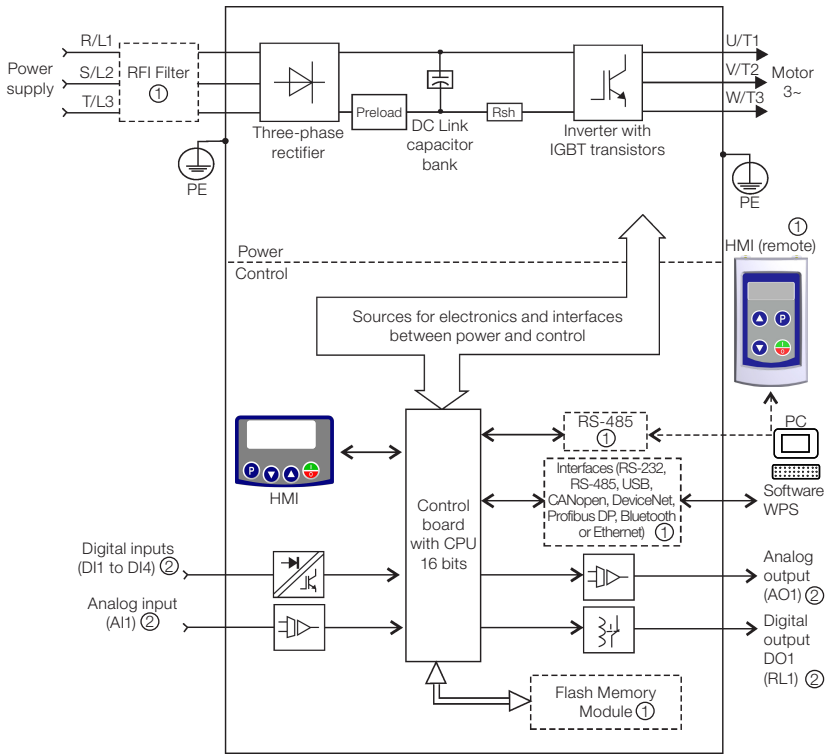 R/L1
Power
supply
S/L2
T/L3
RFI Filter
①
Three-phase
rectifier
Preload
DC Link
capacitor
bank
Rsh
Inverter with
IGBT transistors
U/T1
V/T2
W/T3
Motor
3~
PE
PE
Power
Control
①
HMI (remote)
P
I
0
Sources for electronics and interfaces
between power and control
P
I
0
HMI
Control
board
with CPU
16 bits
RS-485
①
PC
Software
WPS
Interfaces (RS-232,
RS-485, USB,
CANopen, DeviceNet,
Profibus DP, Bluetooth
or Ethernet) ①
Digital inputs
(DI1 to DI4) ②
Analog input
(AI1) ②
Analog
output
(AO1) ②
Digital
output
DO1
(RL1) ②
Flash Memory
Module ①